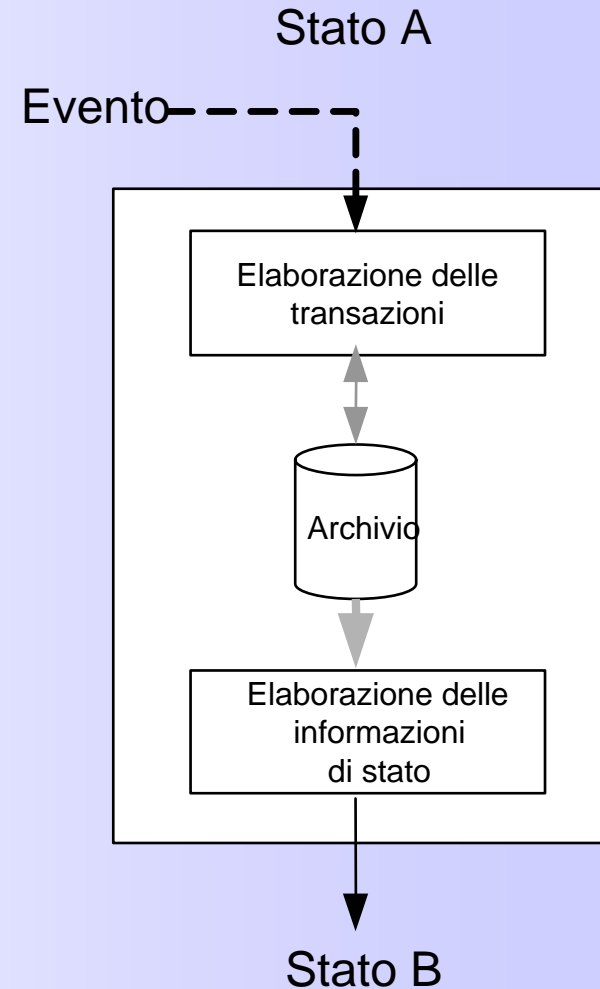 Stato A
Evento
Elaborazione delle
transazioni
Archivio
Elaborazione delle
informazioni
di stato
Stato B